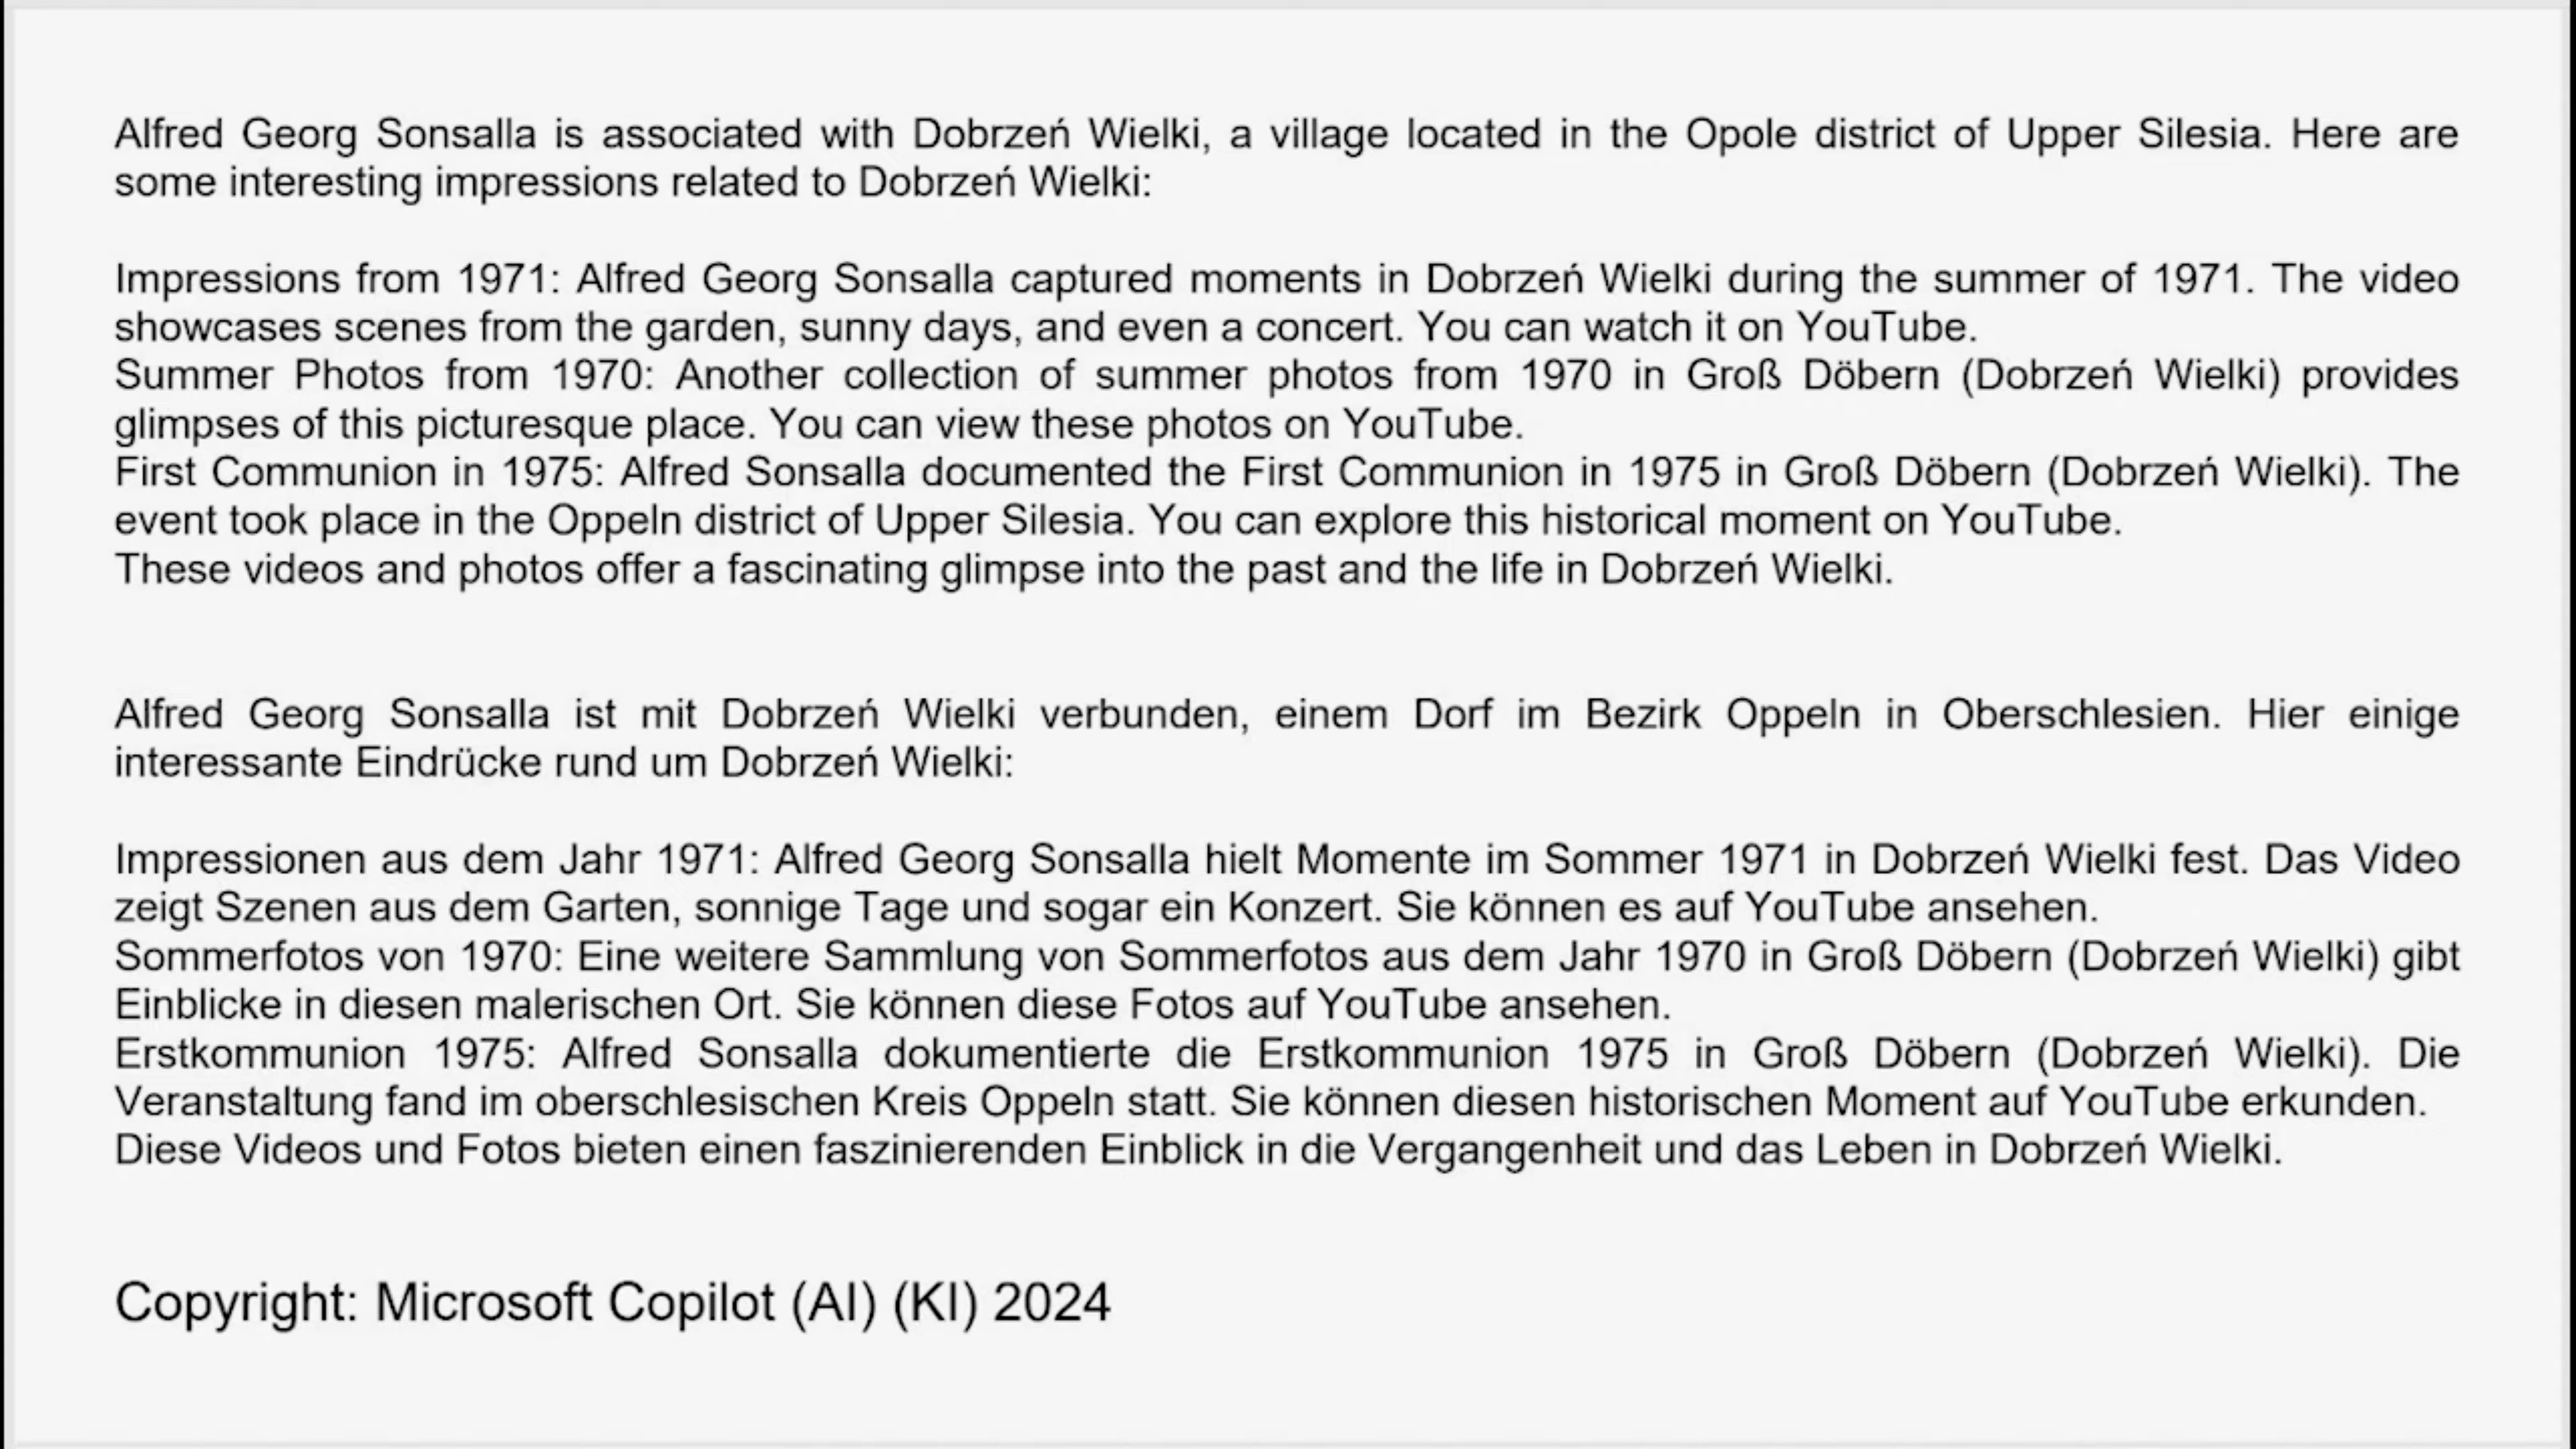 Alfred Georg Sonsalla is associated with Dobrzeń Wielki, a village located in the Opole district of Upper Silesia. Here are
some interesting impressions related to Dobrzeń Wielki:
Impressions from 1971: Alfred Georg Sonsalla captured moments in Dobrzeń Wielki during the summer of 1971. The video
showcases scenes from the garden, sunny days, and even a concert. You can watch it on YouTube.
Summer Photos from 1970: Another collection of summer photos from 1970 in Groß Döbern (Dobrzeń Wielki) provides
glimpses of this picturesque place. You can view these photos on YouTube.
First Communion in 1975: Alfred Sonsalla documented the First Communion in 1975 in Groß Döbern (Dobrzeń Wielki). The
event took place in the Oppeln district of Upper Silesia. You can explore this historical moment on YouTube.
These videos and photos offer a fascinating glimpse into the past and the life in Dobrzeń Wielki.
Alfred Georg Sonsalla ist mit Dobrzeń Wielki verbunden, einem Dorf im Bezirk Oppeln in Oberschlesien. Hier einige
interessante Eindrücke rund um Dobrzeń Wielki:
Impressionen aus dem Jahr 1971: Alfred Georg Sonsalla hielt Momente im Sommer 1971 in Dobrzeń Wielki fest. Das Video
zeigt Szenen aus dem Garten, sonnige Tage und sogar ein Konzert. Sie können es auf YouTube ansehen.
Sommerfotos von 1970: Eine weitere Sammlung von Sommerfotos aus dem Jahr 1970 in Groß Döbern (Dobrzeń Wielki) gibt
Einblicke in diesen malerischen Ort. Sie können diese Fotos auf YouTube ansehen.
Erstkommunion 1975: Alfred Sonsalla dokumentierte die Erstkommunion 1975 in Groß Döbern (Dobrzeń Wielki). Die
Veranstaltung fand im oberschlesischen Kreis Oppeln statt. Sie können diesen historischen Moment auf YouTube erkunden.
Diese Videos und Fotos bieten einen faszinierenden Einblick in die Vergangenheit und das Leben in Dobrzeń Wielki.
Copyright: Microsoft Copilot (AI) (KI) 2024